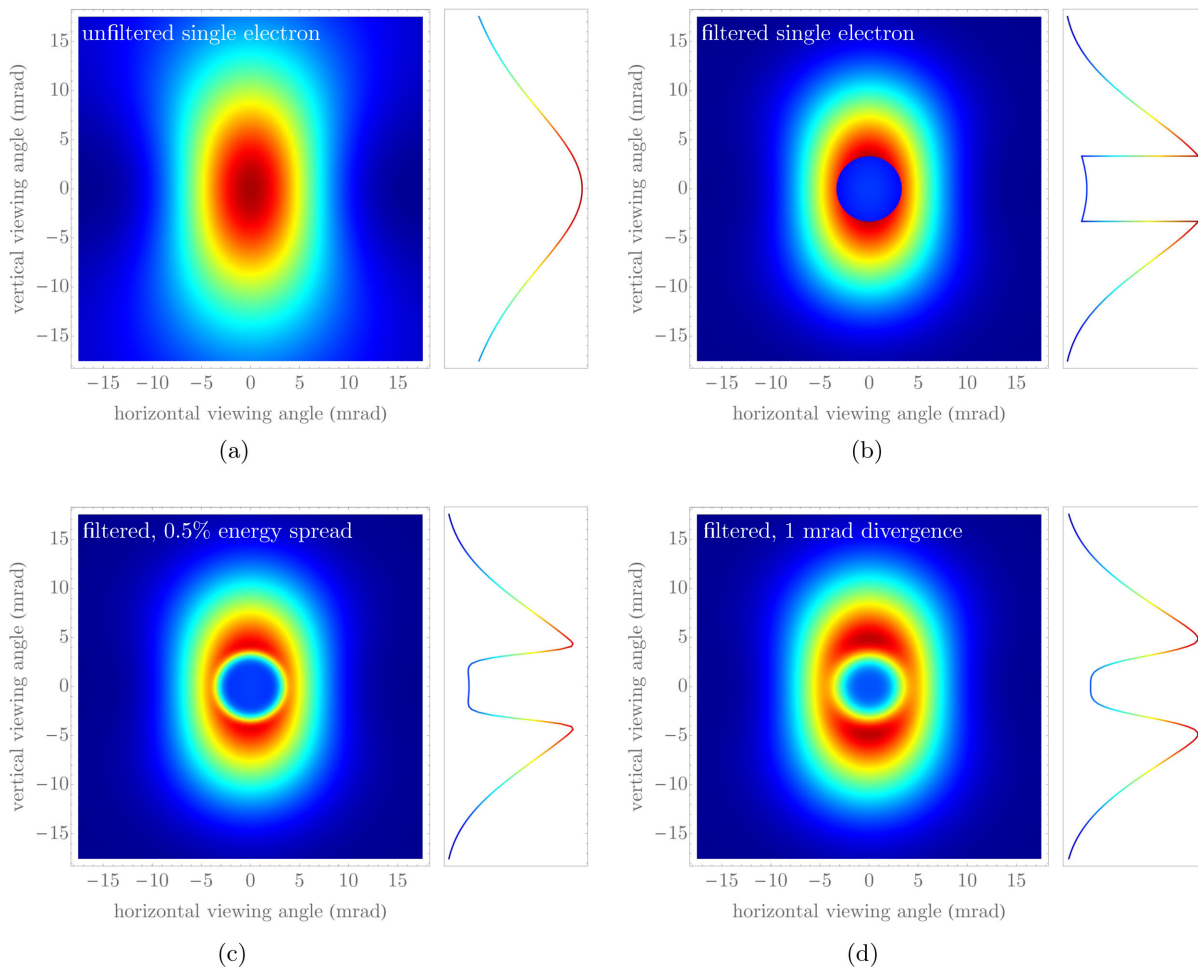 unfiltered single electron
vertical viewing angle (mrad)
15
10
5
0
−5
−10
−15
−15 −10 −5 0 5 10 15
horizontal viewing angle (mrad)
(a)
filtered single electron
vertical viewing angle (mrad)
15
10
5
0
−5
−10
−15
−15 −10 −5 0 5 10 15
horizontal viewing angle (mrad)
(b)
filtered, 0.5% energy spread
vertical viewing angle (mrad)
15
10
5
0
−5
−10
−15
−15 −10 −5 0 5 10 15
horizontal viewing angle (mrad)
(c)
filtered, 1 mrad divergence
vertical viewing angle (mrad)
15
10
5
0
−5
−10
−15
−15 −10 −5 0 5 10 15
horizontal viewing angle (mrad)
(d)